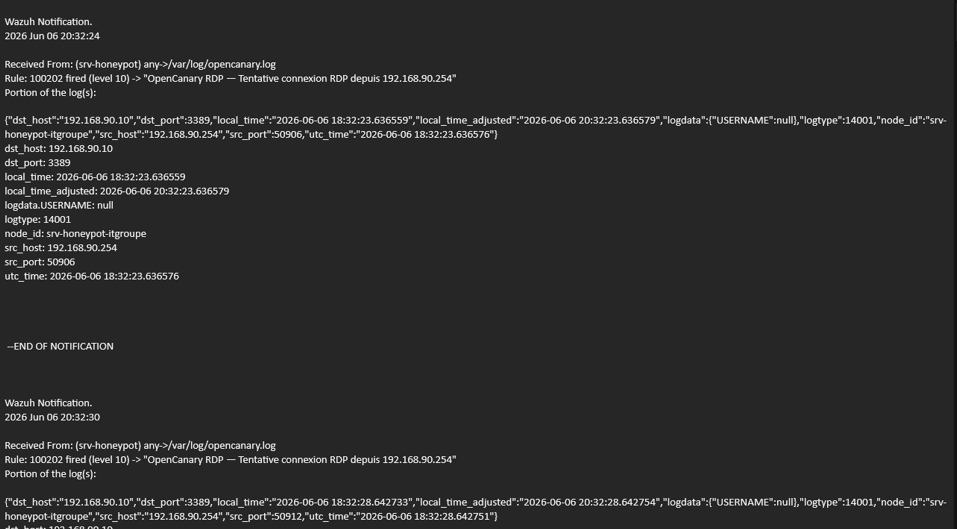 Wazuh Notification.
2026 Jun 06 20:32:24
Received From: (srv-honeypot) any->/var/log/opencanary.log
Rule: 100202 fired (level 10) -> "OpenCanary RDP — Tentative connexion RDP depuis 192.168.90.254"
Portion of the log(s):
{"dst_host":"192.168.90.10","dst_port":3389,"local_time":"2026-06-06 18:32:23.636559","local_time_adjusted":"2026-06-06 20:32:23.636579","logdata":{"USERNAME":null},"logtype":14001,"node_id":"srv-
honeypot-itgroupe","src_host":"192.168.90.254","src_port":50906,"utc_time":"2026-06-06 18:32:23.636576"}
dst_host: 192.168.90.10
dst_port: 3389
local_time: 2026-06-06 18:32:23.636559
local_time_adjusted: 2026-06-06 20:32:23.636579
logdata.USERNAME: null
logtype: 14001
node_id: srv-honeypot-itgroupe
src_host: 192.168.90.254
src_port: 50906
utc_time: 2026-06-06 18:32:23.636576
--END OF NOTIFICATION
Wazuh Notification.
2026 Jun 06 20:32:30
Received From: (srv-honeypot) any->/var/log/opencanary.log
Rule: 100202 fired (level 10) -> "OpenCanary RDP — Tentative connexion RDP depuis 192.168.90.254"
Portion of the log(s):
{"dst_host":"192.168.90.10","dst_port":3389,"local_time":"2026-06-06 18:32:28.642733","local_time_adjusted":"2026-06-06 20:32:28.642754","logdata":{"USERNAME":null},"logtype":14001,"node_id":"srv-
honeypot-itgroupe","src_host":"192.168.90.254","src_port":50912,"utc_time":"2026-06-06 18:32:28.642751"}
dst_host: 192.168.90.10